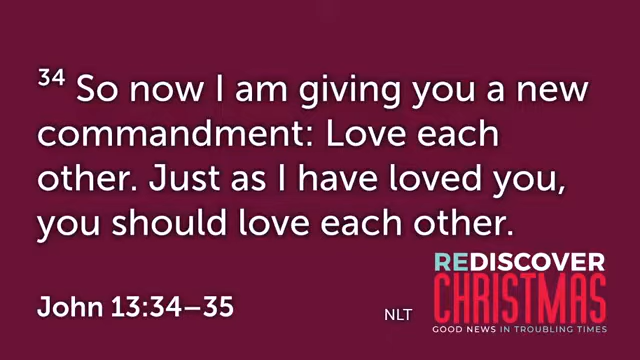 34 So now I am giving you a new
commandment: Love each
other. Just as I have loved you,
you should love each other.
John 13:34–35
NLT
REDISCOVER
CHRISTMAS
GOOD NEWS IN TROUBLING TIMES